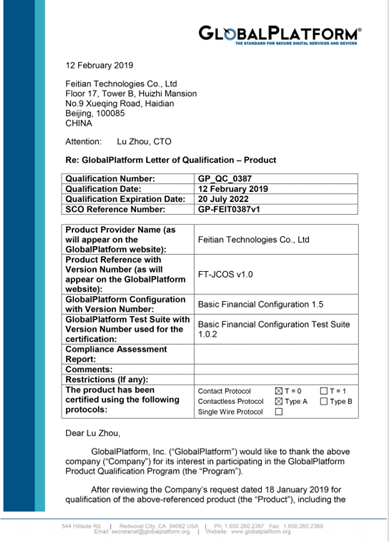 GLOBALPLATFORM®
THE STANDARD FOR SECURE DIGITAL SERVICES AND DEVICES
12 February 2019
Feitian Technologies Co., Ltd
Floor 17, Tower B, Huizhi Mansion
No.9 Xueqing Road, Haidian
Beijing, 100085
CHINA
Attention: Lu Zhou, CTO
Re: GlobalPlatform Letter of Qualification – Product
Qualification Number: GP_QC_0387
Qualification Date: 12 February 2019
Qualification Expiration Date: 20 July 2022
SCO Reference Number: GP-FEIT0387v1
Product Provider Name (as
will appear on the
GlobalPlatform website):
Feitian Technologies Co., Ltd
Product Reference with
Version Number (as will
appear on the GlobalPlatform
website):
FT-JCOS v1.0
GlobalPlatform Configuration
with Version Number:
Basic Financial Configuration 1.5
GlobalPlatform Test Suite with
Version Number used for the
certification:
Basic Financial Configuration Test Suite
1.0.2
Compliance Assessment
Report:
Comments:
Restrictions (If any):
The product has been
certified using the following
protocols:
Contact Protocol ☒ T = 0 ☐ T = 1
Contactless Protocol ☒ Type A ☐ Type B
Single Wire Protocol ☐
Dear Lu Zhou,
GlobalPlatform, Inc. (“GlobalPlatform”) would like to thank the above
company (“Company”) for its interest in participating in the GlobalPlatform
Product Qualification Program (the “Program”).
After reviewing the Company’s request dated 18 January 2019 for
qualification of the above-referenced product (the “Product”), including the
544 Hillside Rd | Redwood City, CA 94062 USA | Ph: 1.650.260.2387 Fax: 1.650.260.2369
Email: secretariat@globalplatform.org | Website: www.globalplatform.org